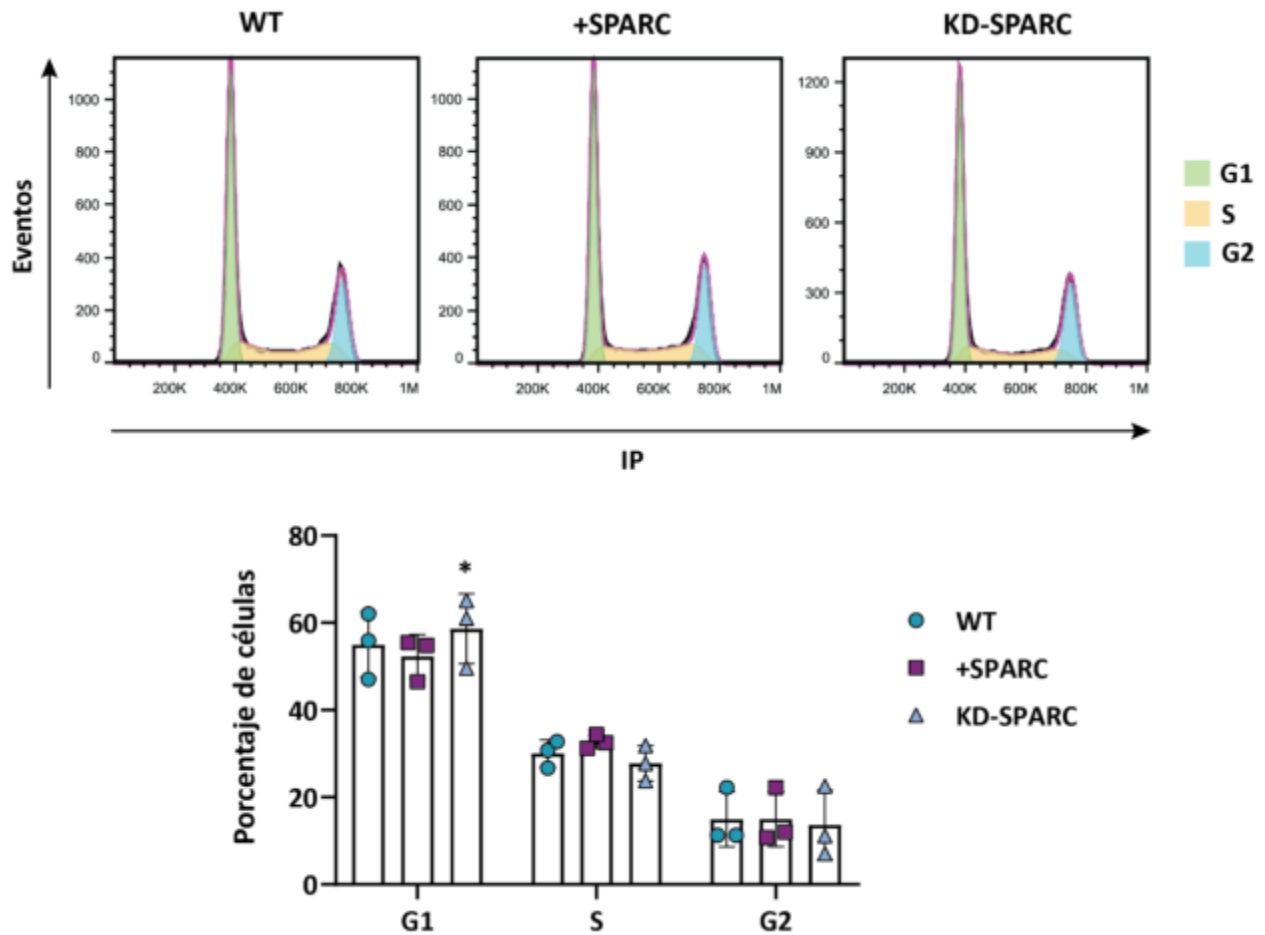 WT
+SPARC
KD-SPARC
Eventos
1000
800
600
400
200
0
200K 400K 600K 800K 1M
1000
800
600
400
200
0
200K 400K 600K 800K 1M
1200
900
600
300
0
200K 400K 600K 800K 1M
G1
S
G2
IP
Porcentaje de células
80
60
40
20
0
*
G1 S G2
WT
+SPARC
KD-SPARC